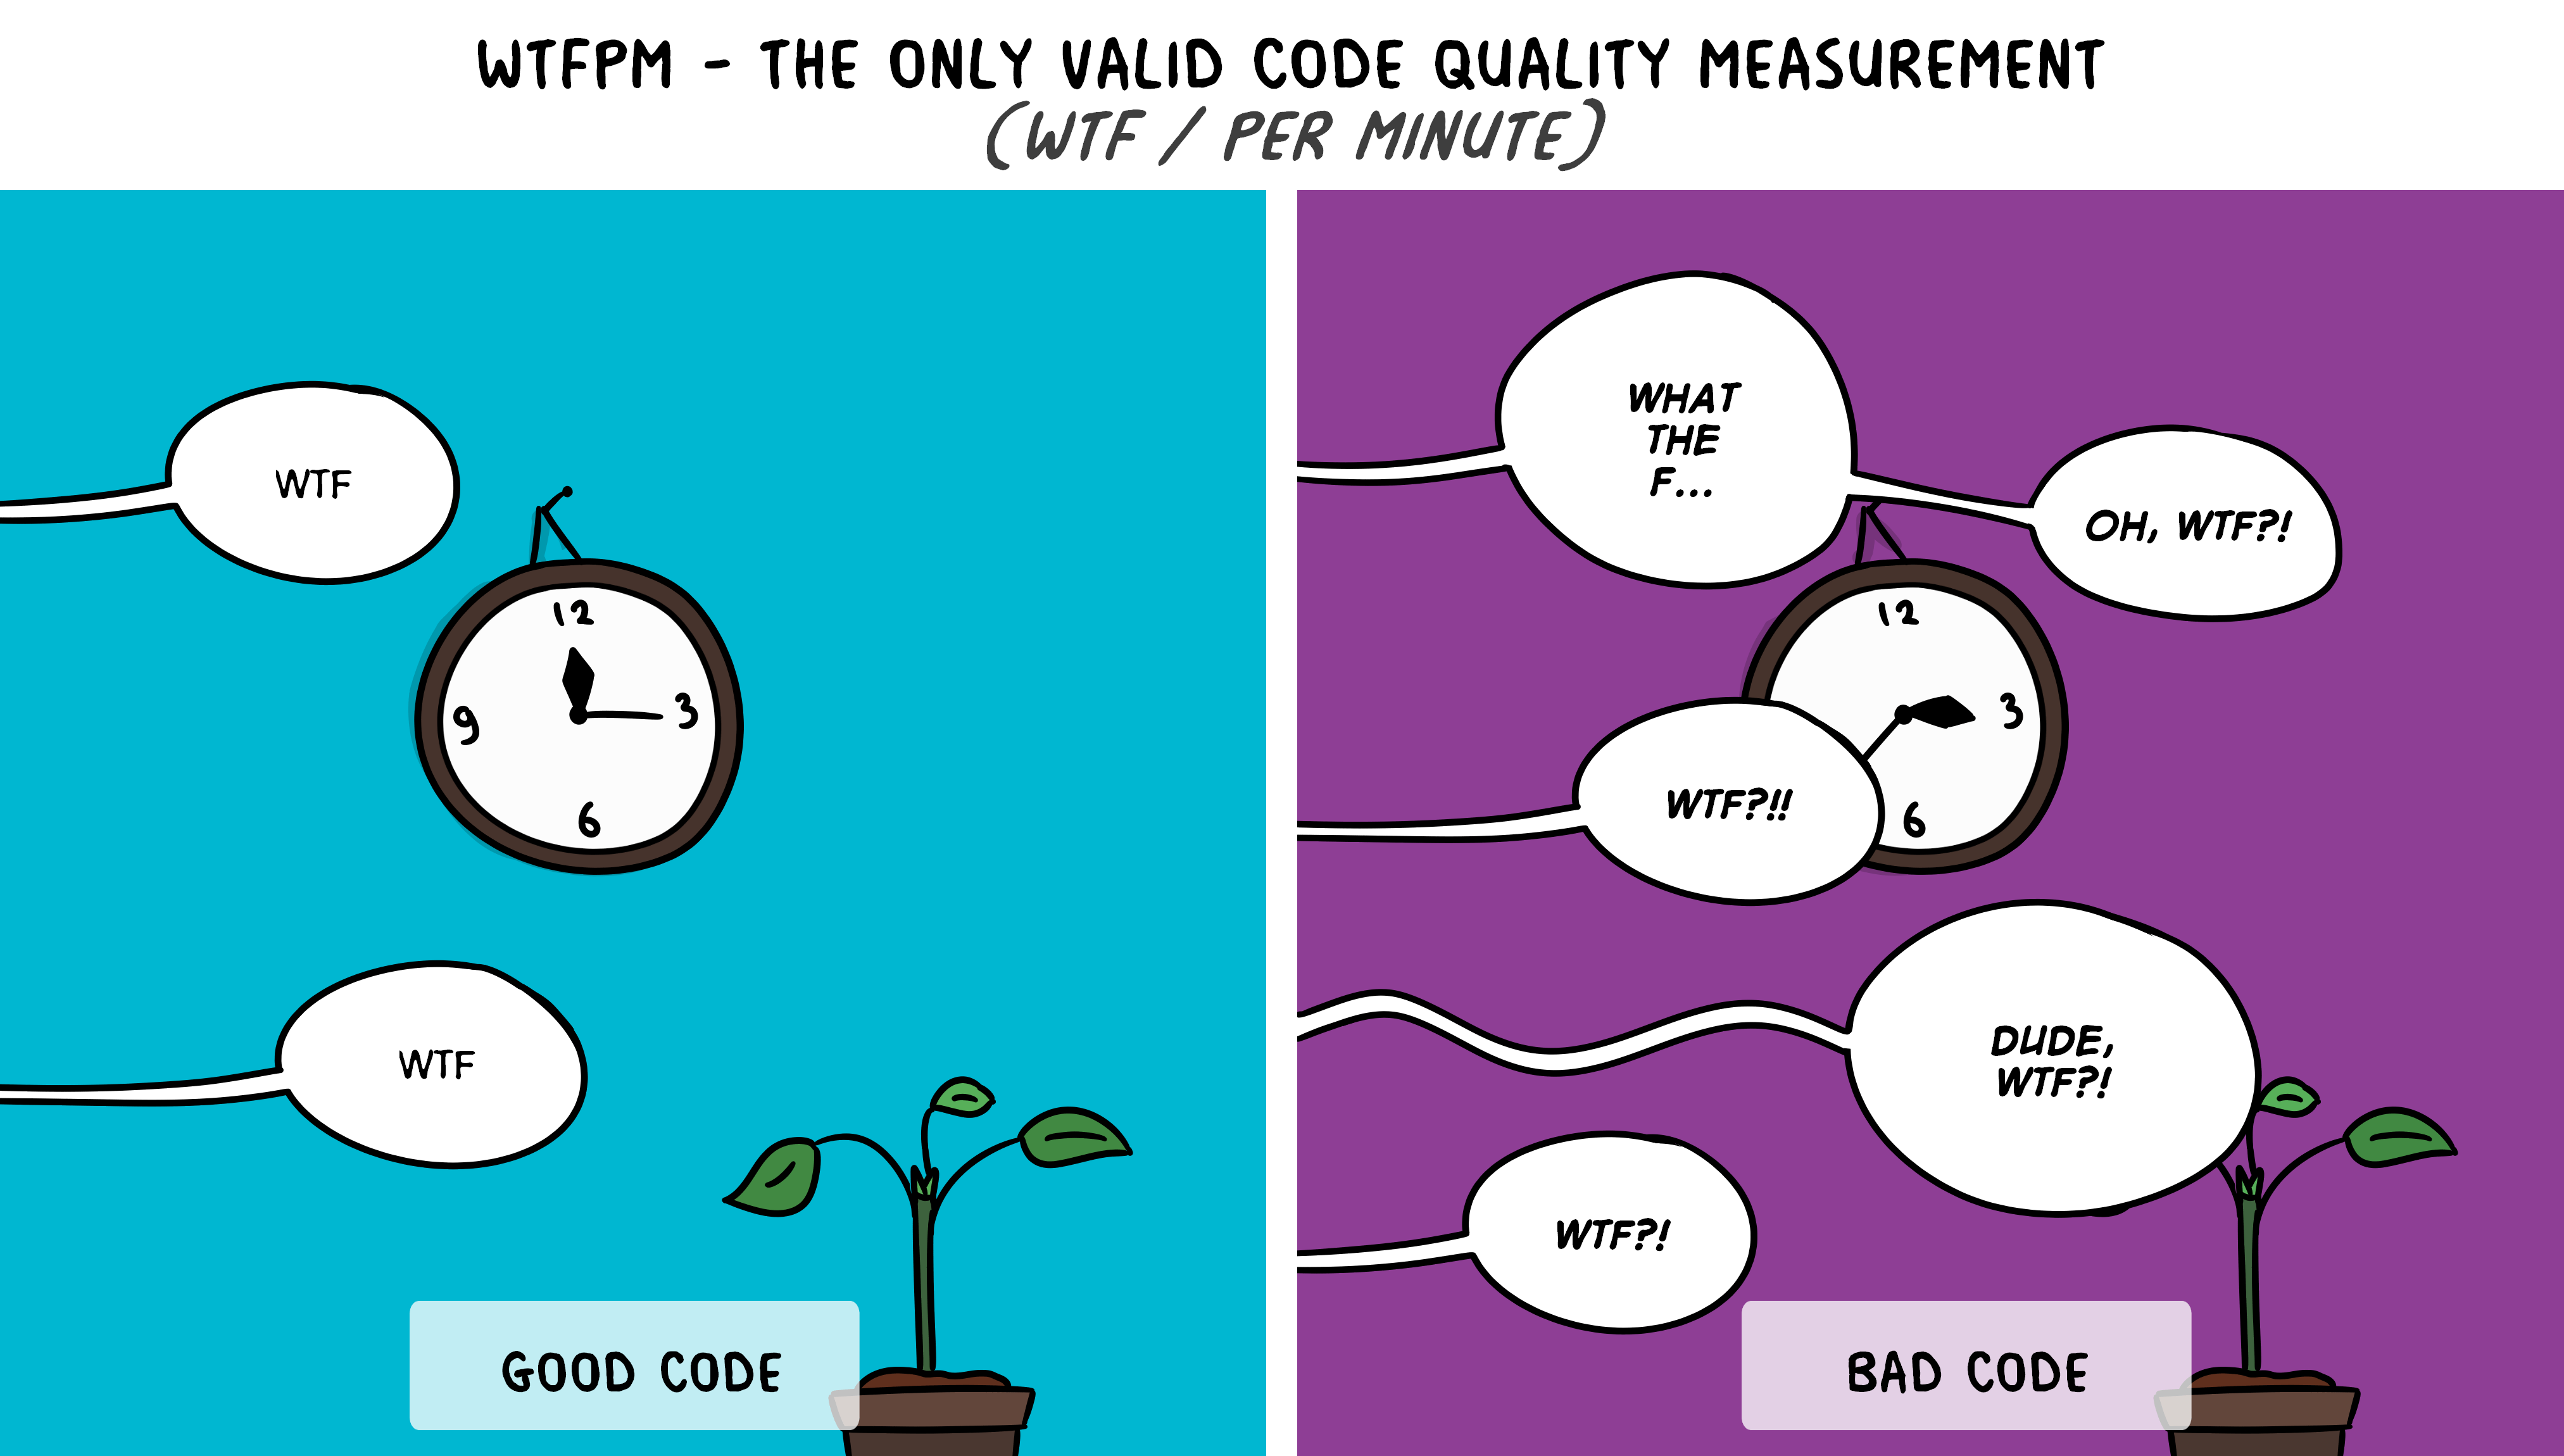 WTFPM - THE ONLY VALID CODE QUALITY MEASUREMENT
(WTF / PER MINUTE)
WTF
12
9
3
6
WTF
GOOD CODE
WHAT
THE
F...
OH, WTF?!
12
3
6
WTF?!!
DUDE,
WTF?!
WTF?!
BAD CODE